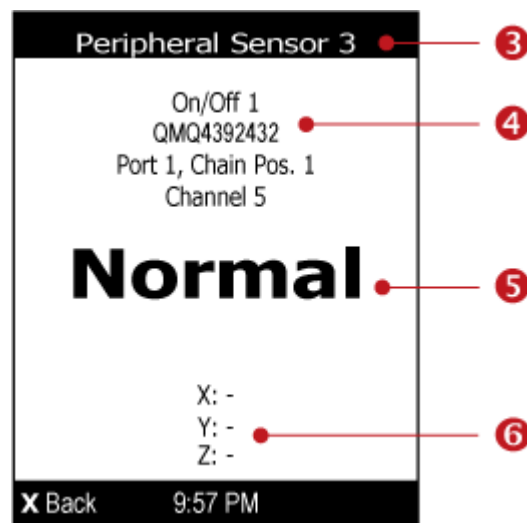 Peripheral Sensor 3
3
On/Off 1
QMQ4392432
4
Port 1, Chain Pos. 1
Channel 5
Normal
5
X: -
Y: -
6
Z: -
X Back 9:57 PM